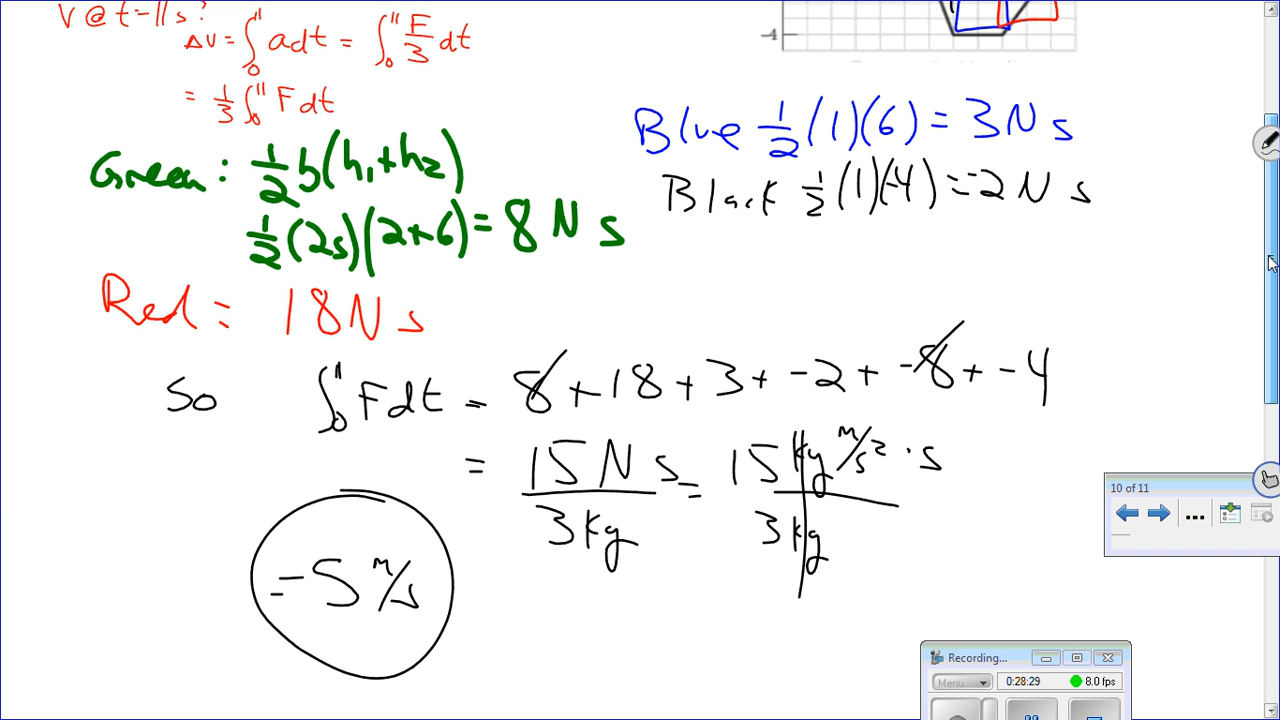 V @ t=11s?
ΔV = ∫₀¹¹ a dt = ∫₀¹¹ F/3 dt
= 1/3 ∫₀¹¹ F dt
-4
Blue 1/2 (1)(6) = 3 N s
Black 1/2 (1)(-4) = -2 N s
Green: 1/2 b(h₁+h₂)
1/2 (2s)(2+6) = 8 N s
Red = 18 N s
So ∫₀¹¹ F dt = 8 + 18 + 3 + -2 + -8 + -4
= 15 N s / 3 kg = 15 kg m/s² · s / 3 kg
= 5 m/s
10 of 11
...
Recording...
Menu
0:28:29
8.0 fps